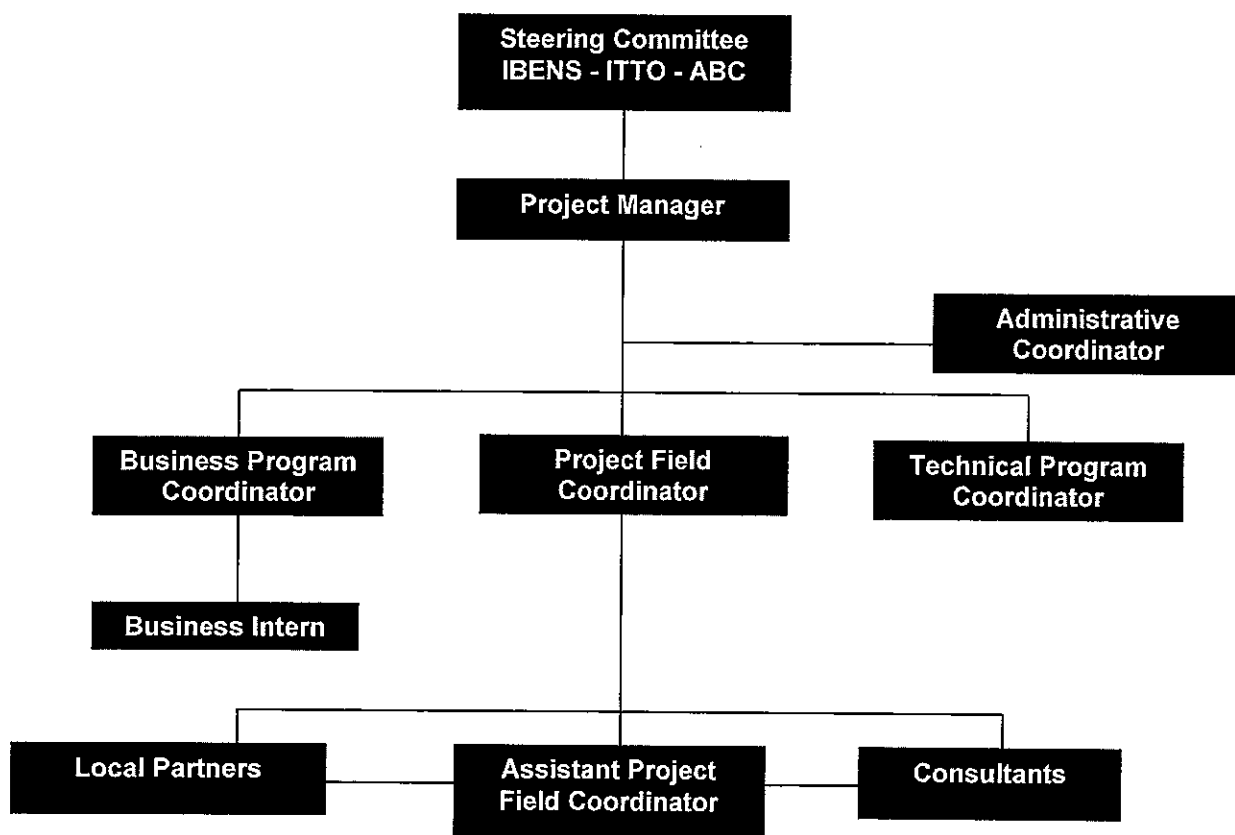 Steering Committee
IBENS - ITTO - ABC
Project Manager
Administrative
Coordinator
Business Program
Coordinator
Project Field
Coordinator
Technical Program
Coordinator
Business Intern
Local Partners
Assistant Project
Field Coordinator
Consultants